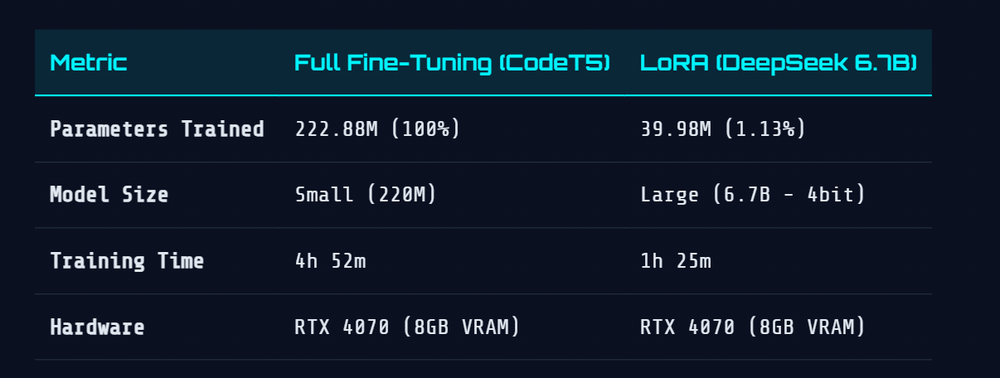 Metric Full Fine-Tuning (CodeT5) LoRA (DeepSeek 6.7B)
Parameters Trained 222.88M (100%) 39.98M (1.13%)
Model Size Small (220M) Large (6.7B - 4bit)
Training Time 4h 52m 1h 25m
Hardware RTX 4070 (8GB VRAM) RTX 4070 (8GB VRAM)